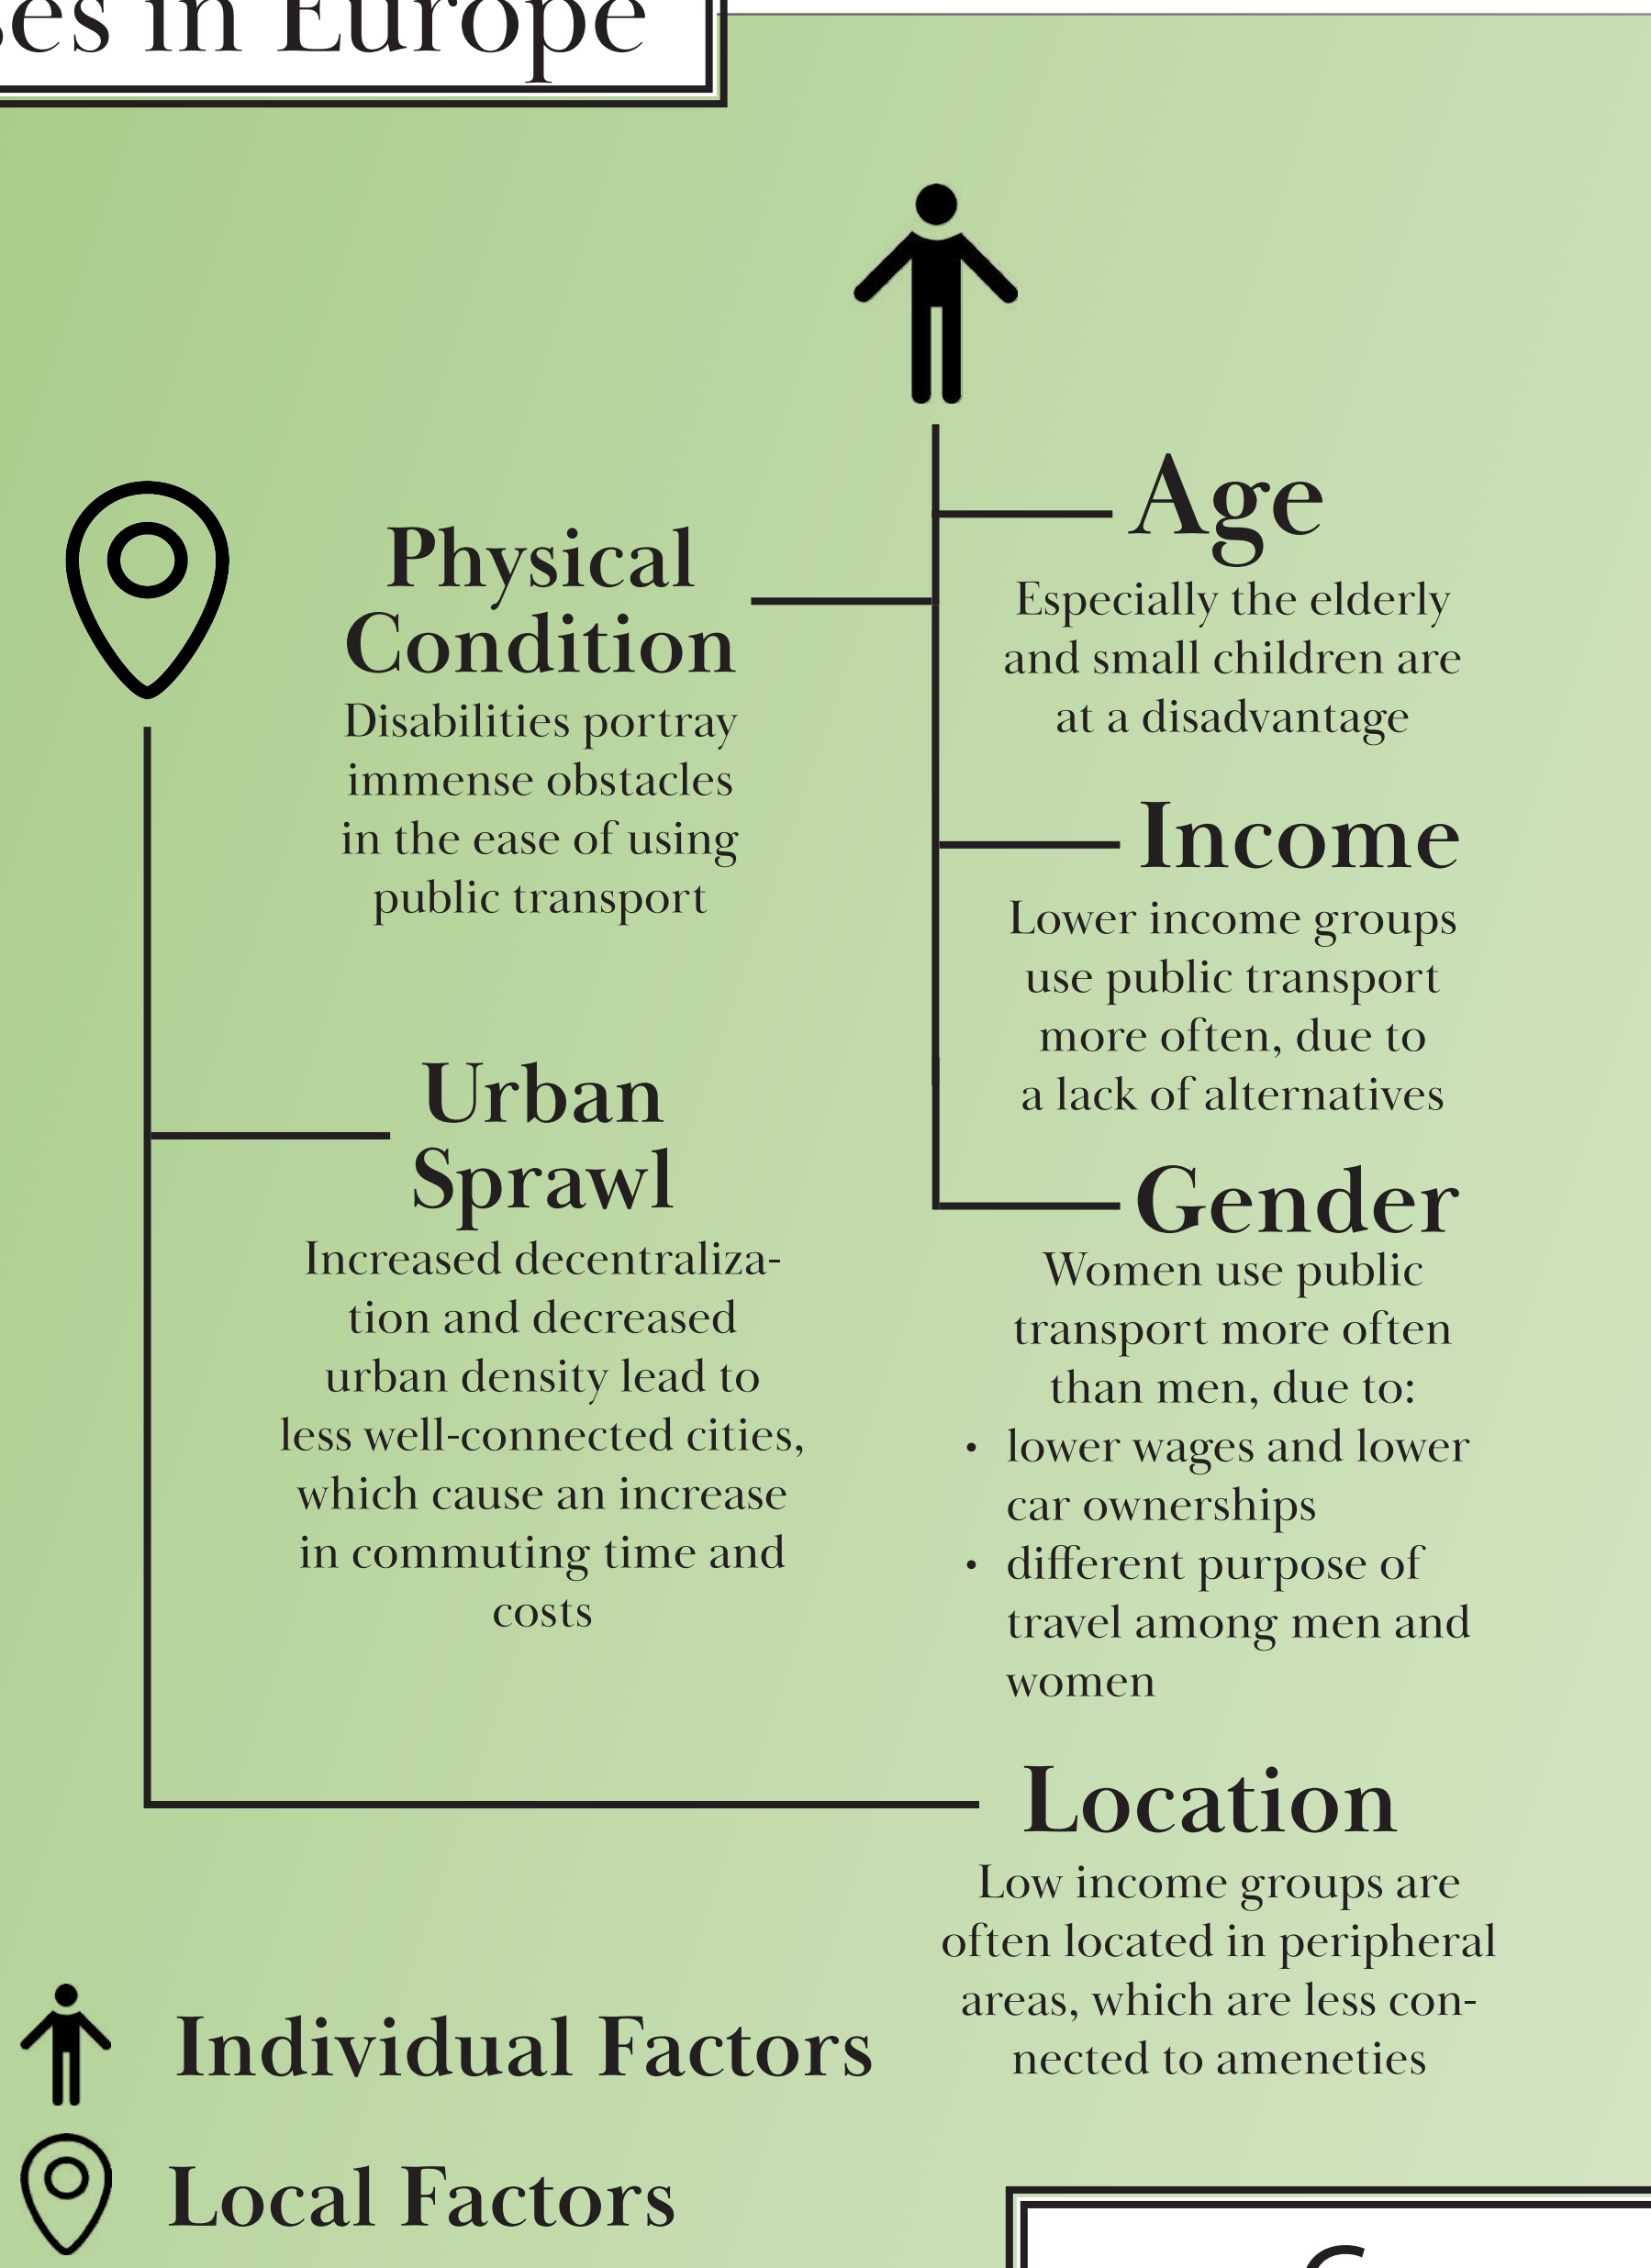 es in Europe
Age
Especially the elderly
and small children are
at a disadvantage
Physical
Condition
Disabilities portray
immense obstacles
in the ease of using
public transport
Income
Lower income groups
use public transport
more often, due to
a lack of alternatives
Urban
Sprawl
Increased decentraliza-
tion and decreased
urban density lead to
less well-connected cities,
which cause an increase
in commuting time and
costs
Gender
Women use public
transport more often
than men, due to:
• lower wages and lower
car ownerships
• different purpose of
travel among men and
women
Location
Low income groups are
often located in peripheral
areas, which are less con-
nected to ameneties
Individual Factors
Local Factors